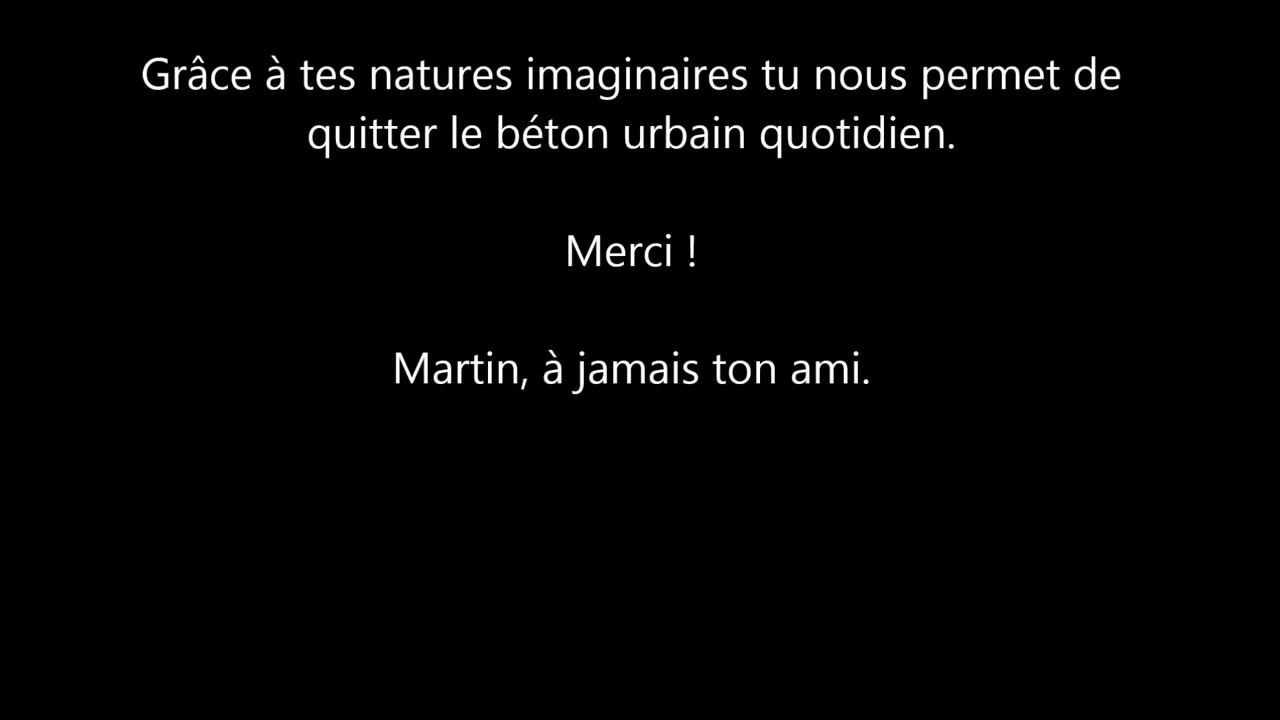 Grâce à tes natures imaginaires tu nous permet de
quitter le béton urbain quotidien.
Merci !
Martin, à jamais ton ami.